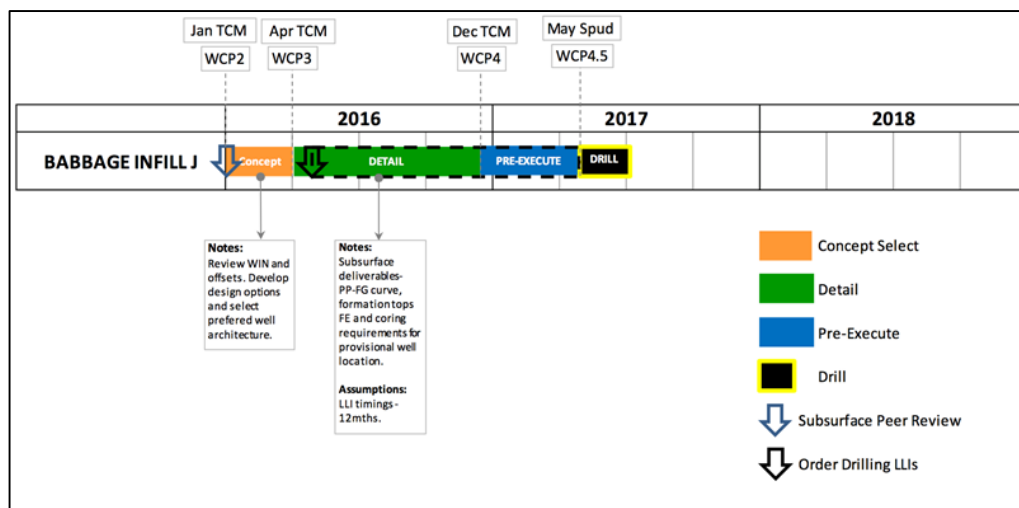 Jan TCM
WCP2
Apr TCM
WCP3
Dec TCM
WCP4
May Spud
WCP4.5
2016
2017
2018
BABBAGE INFILL J
Concept
DETAIL
PRE-EXECUTE
DRILL
Notes:
Review WIN and
offsets. Develop
design options
and select
prefered well
architecture.
Notes:
Subsurface
deliverables-
PP-FG curve,
formation tops
FE and coring
requirements for
provisional well
location.
Assumptions:
LLI timings -
12mths.
Concept Select
Detail
Pre-Execute
Drill
Subsurface Peer Review
Order Drilling LLIs